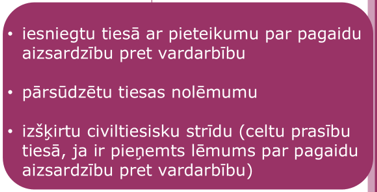 • iesniegtu tiesā ar pieteikumu par pagaidu
aizsardzību pret vardarbību
• pārsūdzētu tiesas nolēmumu
• izšķirtu civiltiesisku strīdu (celtu prasību
tiesā, ja ir pieņemts lēmums par pagaidu
aizsardzību pret vardarbību)